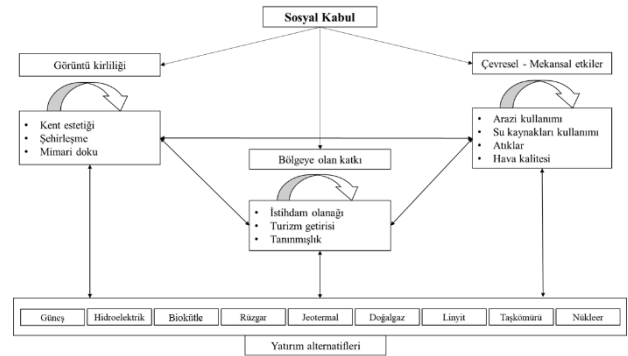 Sosyal Kabul
Görüntü kirliliği
Çevresel - Mekansal etkiler
• Kent estetiği
• Şehirleşme
• Mimari doku
• Arazi kullanımı
• Su kaynakları kullanımı
• Atıklar
• Hava kalitesi
Bölgeye olan katkı
• İstihdam olanağı
• Turizm getirisi
• Tanınmışlık
Güneş
Hidroelektrik
Biokütle
Rüzgar
Jeotermal
Doğalgaz
Linyit
Taşkömürü
Nükleer
Yatırım alternatifleri